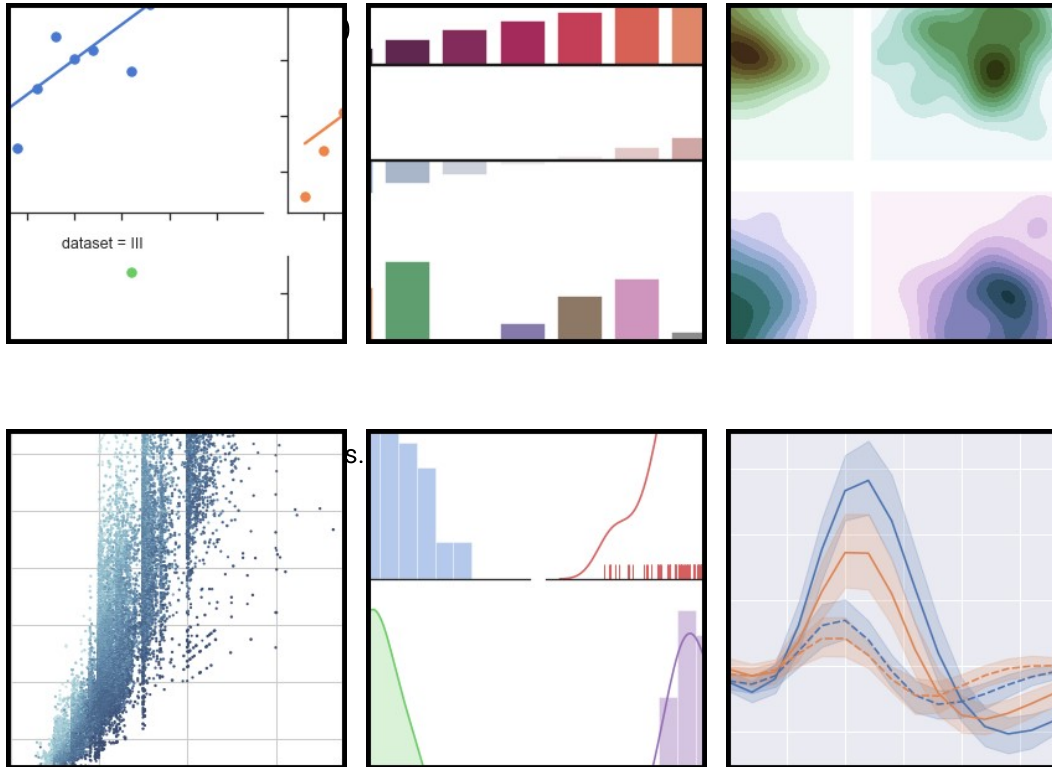 )
dataset = III
s.